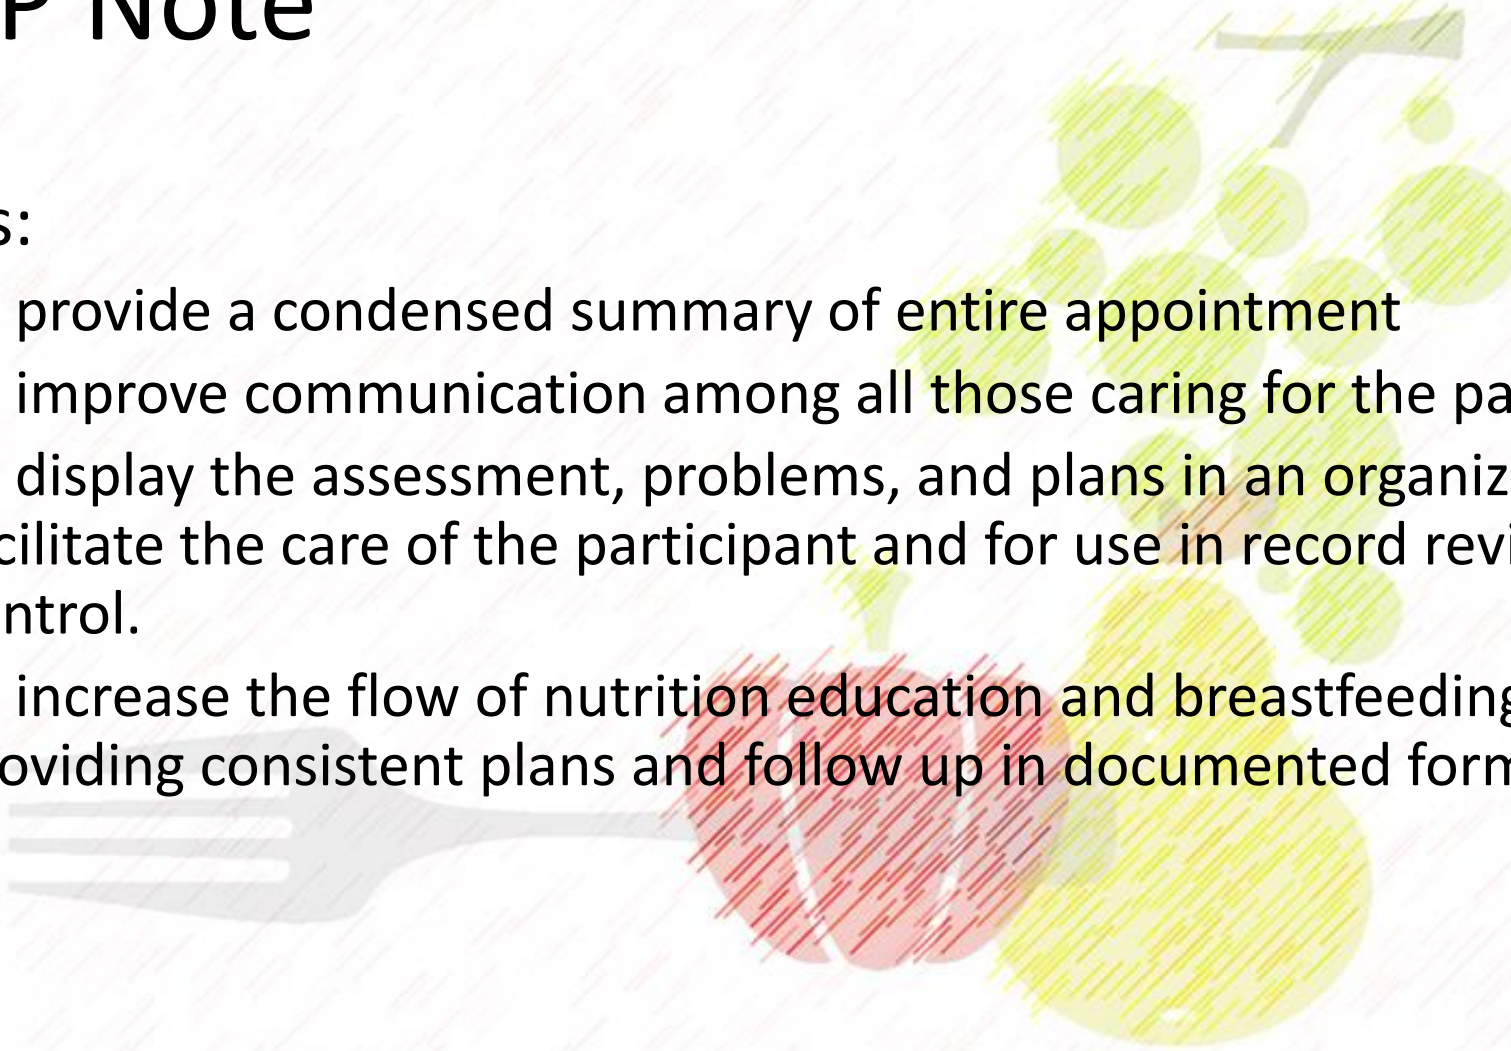 P Note
s:
provide a condensed summary of entire appointment
improve communication among all those caring for the pa
display the assessment, problems, and plans in an organiz
cilitate the care of the participant and for use in record revi
ntrol.
increase the flow of nutrition education and breastfeeding
oviding consistent plans and follow up in documented form